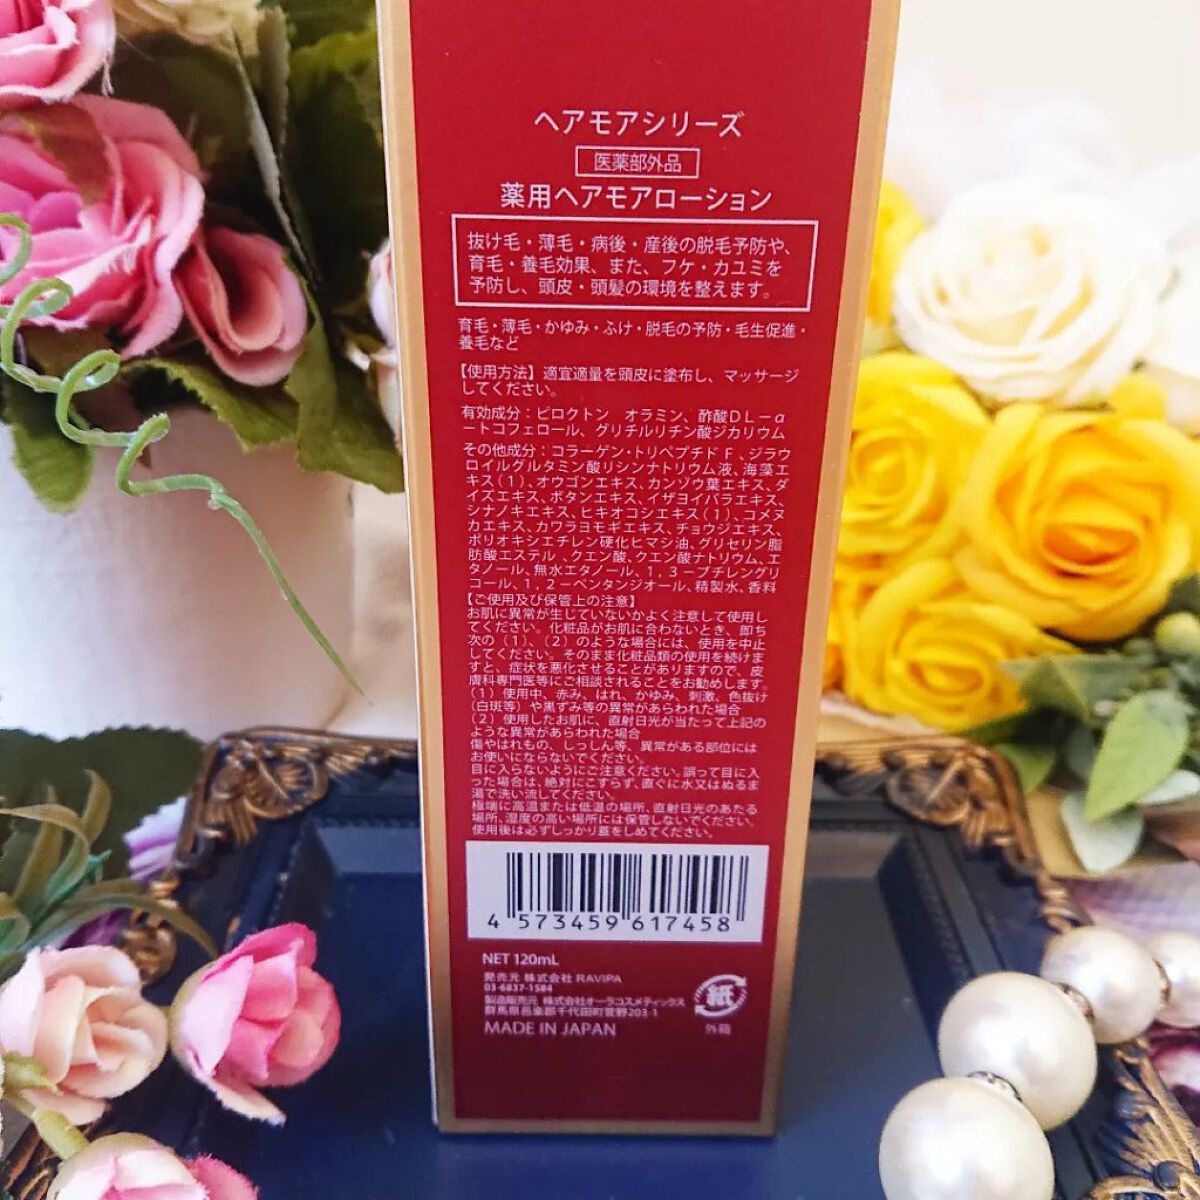 ヘアモアシリーズ
医薬部外品
薬用ヘアモアローション
抜け毛・薄毛・病後・産後の脱毛予防や、
育毛・養毛効果、また、フケ・カユミを
予防し、頭皮・頭髪の環境を整えます。
育毛・薄毛・かゆみ・ふけ・脱毛の予防・毛生促進・
養毛など
【使用方法】適宜適量を頭皮に塗布し、マッサージ
してください。
有効成分：ピロクトン　オラミン、酢酸DL－α
ートコフェロール、グリチルリチン酸ジカリウム
その他成分：コラーゲン・トリペプチドF、ジラウ
ロイルグルタミン酸リシンナトリウム液、海藻エ
キス（1）、オウゴンエキス、カンゾウ葉エキス、ダ
イズエキス、ボタンエキス、イザヨイバラエキス、
シナノキエキス、ヒキオコシエキス（1）、コメヌ
カエキス、カワラヨモギエキス、チョウジエキス、
ポリオキシエチレン硬化ヒマシ油、グリセリン脂
肪酸エステル 、クエン酸、クエン酸ナトリウム、エ
タノール、無水エタノール、1，3－ブチレングリ
コール、1，2－ペンタンジオール、精製水、香料
【ご使用及び保管上の注意】
お肌に異常が生じていないかよく注意して使用し
てください。化粧品がお肌に合わないとき、即ち
次の（1）、（2）のような場合には、使用を中止
してください。そのまま化粧品類の使用を続けま
すと、症状を悪化させることがありますので、皮
膚科専門医等にご相談されることをお勧めします。
（1）使用中、赤み、はれ、かゆみ、刺激、色抜け
（白斑等）や黒ずみ等の異常があらわれた場合
（2）使用したお肌に、直射日光が当たって上記の
ような異常があらわれた場合
傷やはれもの、しっしん等、異常がある部位には
お使いにならないでください。
目に入らないようにご注意ください。誤って目に入
った場合は、絶対にこすらず、直ぐに水又はぬるま
湯で洗い流してください。
極端に高温または低温の場所、直射日光のあたる
場所、湿度の高い場所には保管しないでください。
使用後は必ずしっかり蓋をしめてください。
4 573459 617458
NET 120mL
発売元 株式会社 RAVIPA
03-6837-1584
製造販売元 株式会社オーラコスメティックス
群馬県邑楽郡千代田町萱野203-1
MADE IN JAPAN
紙
外箱